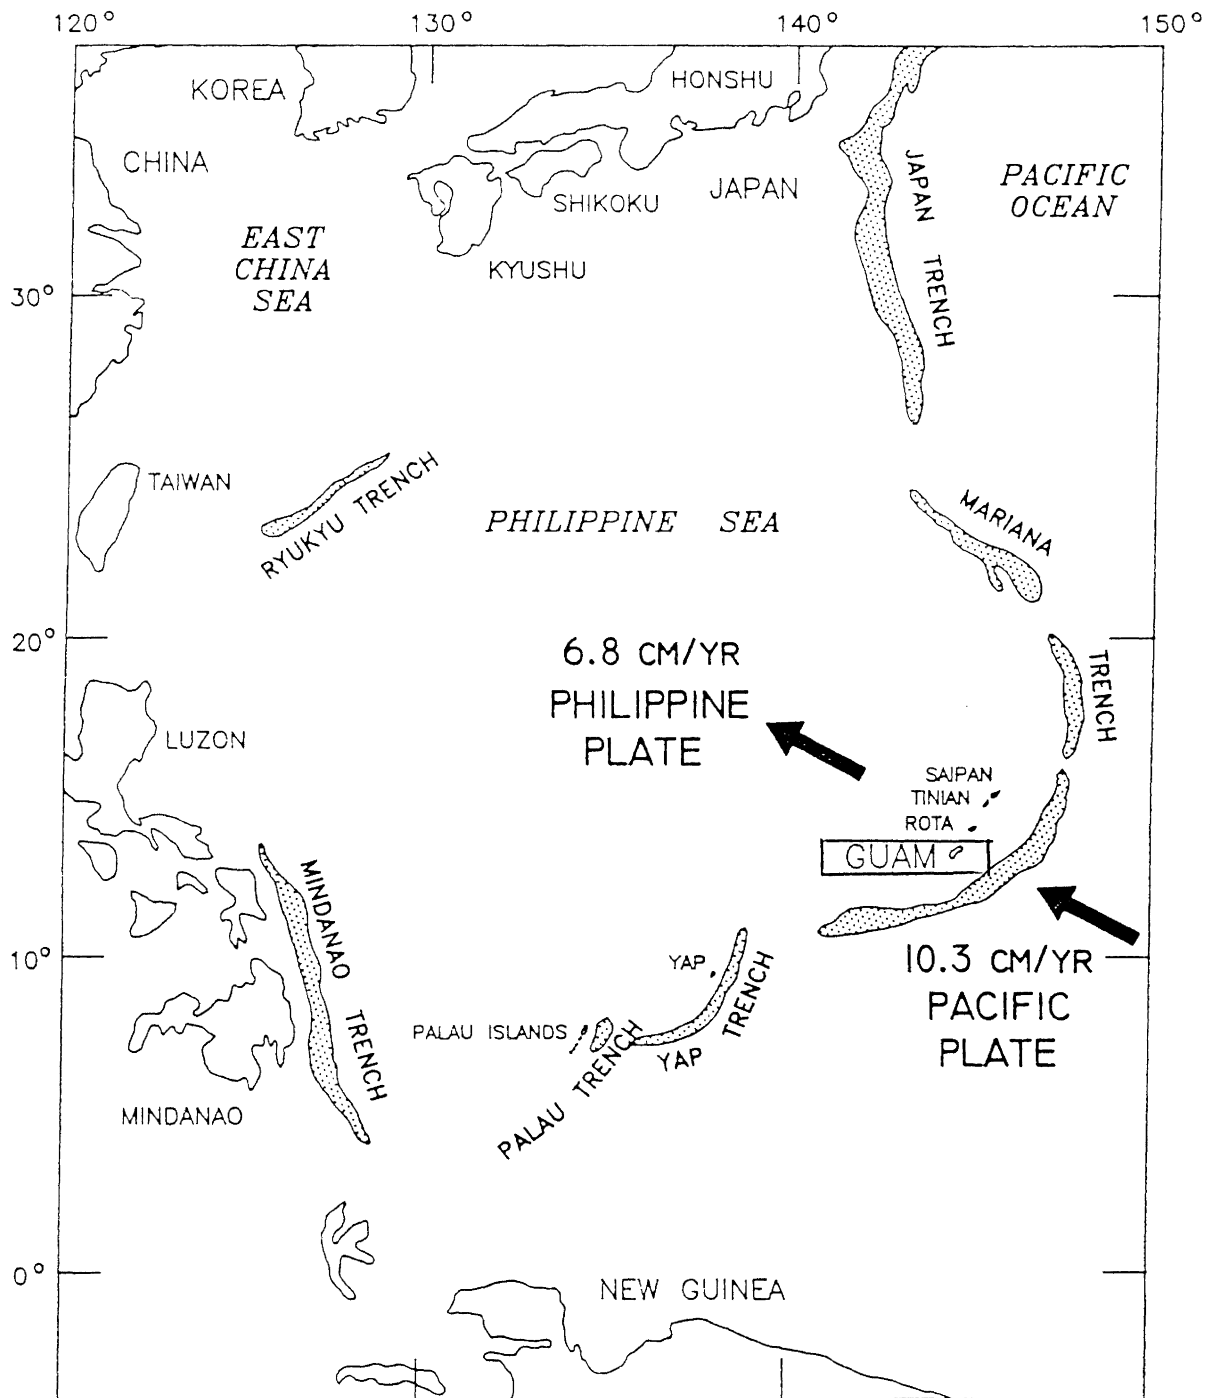 120° 130° 140° 150°
KOREA
HONSHU
CHINA
SHIKOKU
JAPAN
PACIFIC
OCEAN
JAPAN TRENCH
EAST
CHINA
SEA
KYUSHU
30°
TAIWAN
RYUKYU TRENCH
PHILIPPINE SEA
MARIANA
TRENCH
20°
6.8 CM/YR
PHILIPPINE
PLATE
LUZON
SAIPAN
TINIAN
ROTA
GUAM
MINDANAO TRENCH
10°
YAP
YAP TRENCH
10.3 CM/YR
PACIFIC
PLATE
PALAU ISLANDS
PALAU TRENCH
MINDANAO
0°
NEW GUINEA